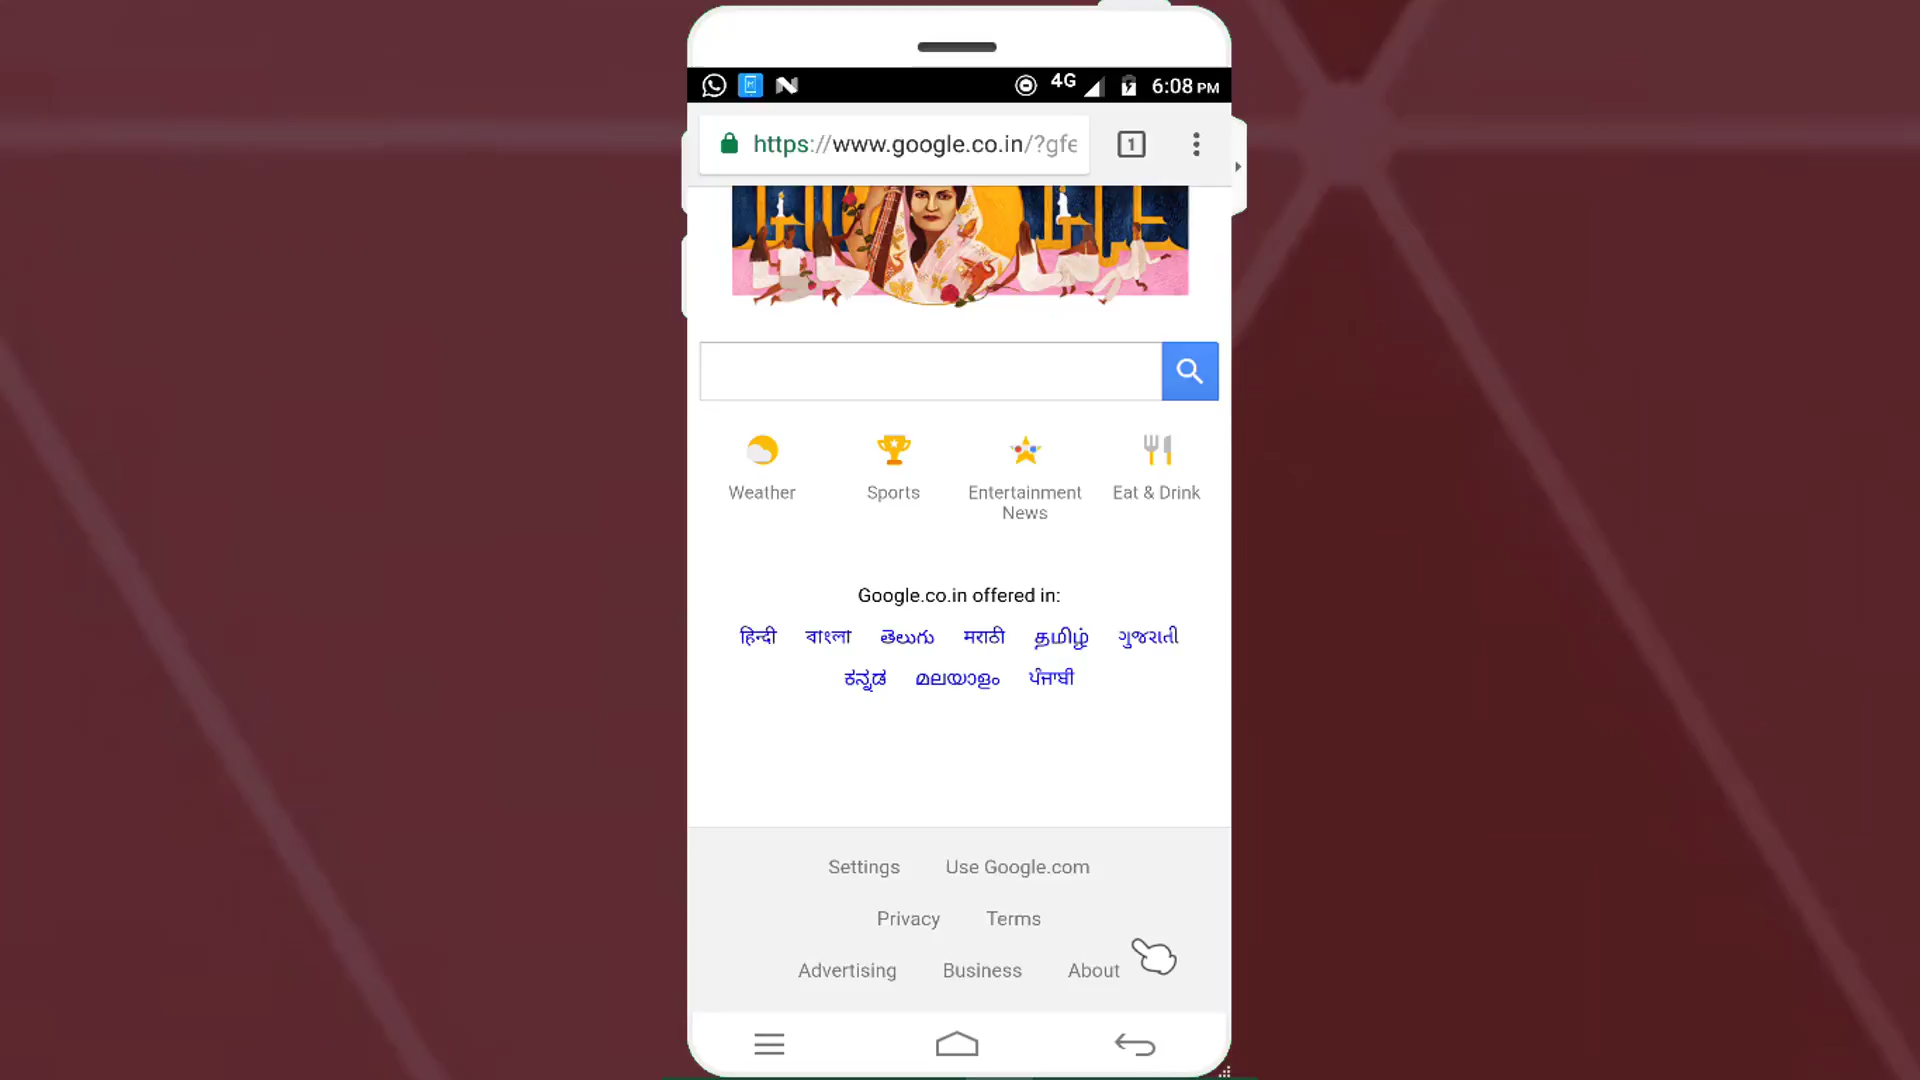 4G 6:08 PM
https://www.google.co.in/?gfe
1
Weather Sports Entertainment News Eat & Drink
Google.co.in offered in:
हिन्दी বাংলা తెలుగు मराठी தமிழ் ગુજરાતી
ಕನ್ನಡ മലയാളം ਪੰਜਾਬੀ
Settings Use Google.com
Privacy Terms
Advertising Business About